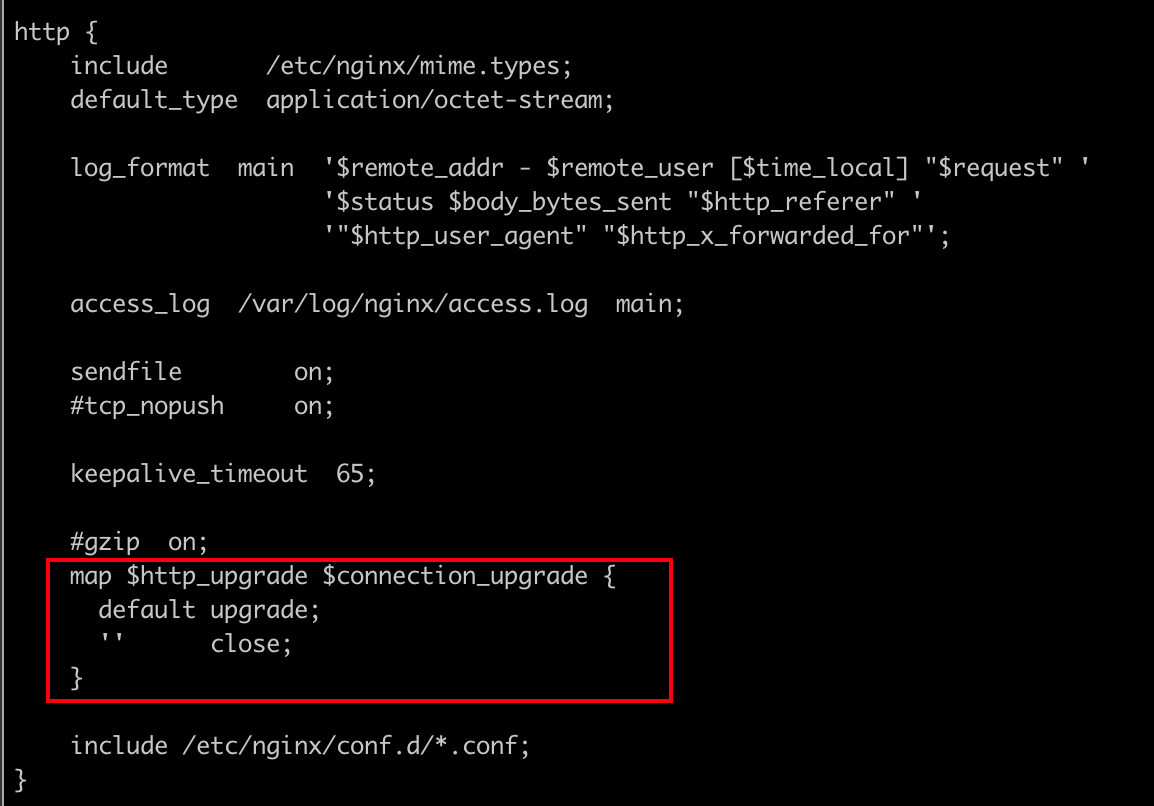 http {
    include       /etc/nginx/mime.types;
    default_type  application/octet-stream;
    log_format  main  '$remote_addr - $remote_user [$time_local] "$request" '
                      '$status $body_bytes_sent "$http_referer" '
                      '"$http_user_agent" "$http_x_forwarded_for"';
    access_log  /var/log/nginx/access.log  main;
    sendfile        on;
    #tcp_nopush     on;
    keepalive_timeout  65;
    #gzip  on;
    map $http_upgrade $connection_upgrade {
      default upgrade;
      ''      close;
    }
    include /etc/nginx/conf.d/*.conf;
}